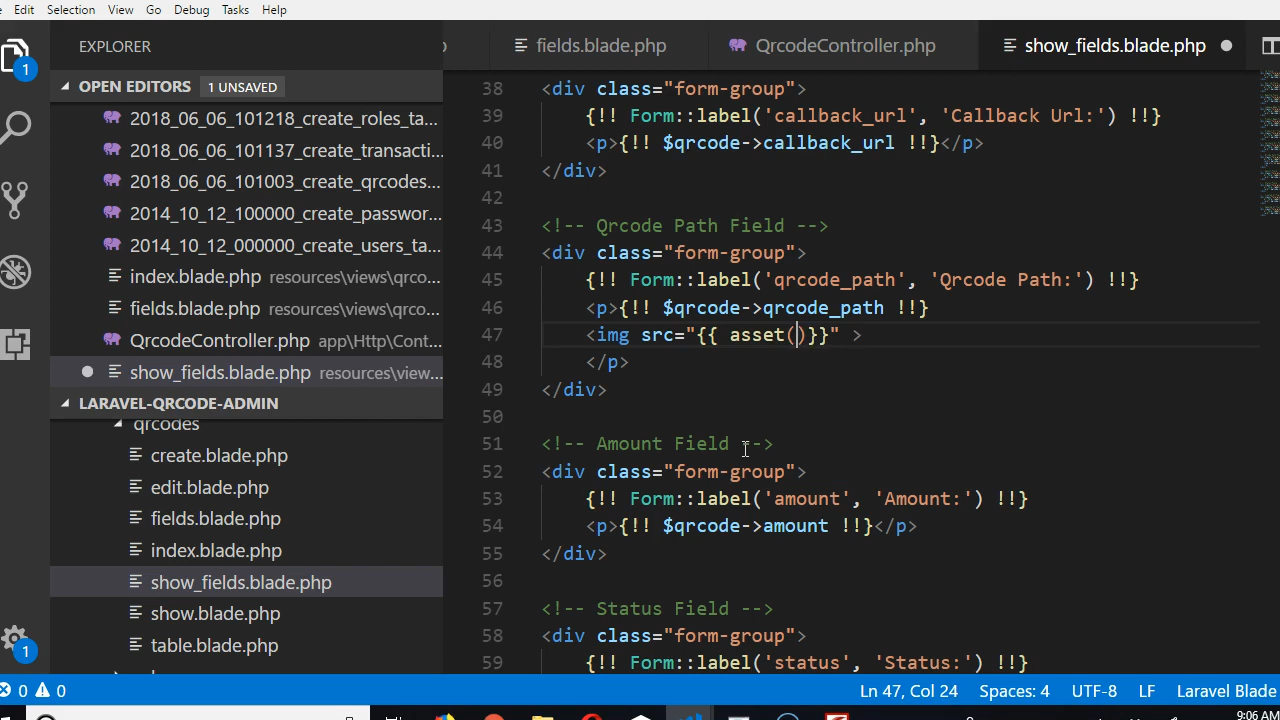 Edit Selection View Go Debug Tasks Help
EXPLORER
fields.blade.php QrcodeController.php show_fields.blade.php
OPEN EDITORS 1 UNSAVED
2018_06_06_101218_create_roles_ta...
2018_06_06_101137_create_transacti...
2018_06_06_101003_create_qrcodes...
2014_10_12_100000_create_passwor...
2014_10_12_000000_create_users_ta...
index.blade.php resources\views\qrco...
fields.blade.php resources\views\qrco...
QrcodeController.php app\Http\Cont...
show_fields.blade.php resources\view...
LARAVEL-QRCODE-ADMIN
qrcodes
create.blade.php
edit.blade.php
fields.blade.php
index.blade.php
show_fields.blade.php
show.blade.php
table.blade.php
38 <div class="form-group">
39 {!! Form::label('callback_url', 'Callback Url:') !!}
40 <p>{!! $qrcode->callback_url !!}</p>
41 </div>
42
43 <!-- Qrcode Path Field -->
44 <div class="form-group">
45 {!! Form::label('qrcode_path', 'Qrcode Path:') !!}
46 <p>{!! $qrcode->qrcode_path !!}
47 <img src="{{ asset()}}" >
48 </p>
49 </div>
50
51 <!-- Amount Field -->
52 <div class="form-group">
53 {!! Form::label('amount', 'Amount:') !!}
54 <p>{!! $qrcode->amount !!}</p>
55 </div>
56
57 <!-- Status Field -->
58 <div class="form-group">
59 {!! Form::label('status', 'Status:') !!}
1
1
0 0 Ln 47, Col 24 Spaces: 4 UTF-8 LF Laravel Blade
9:06 AM